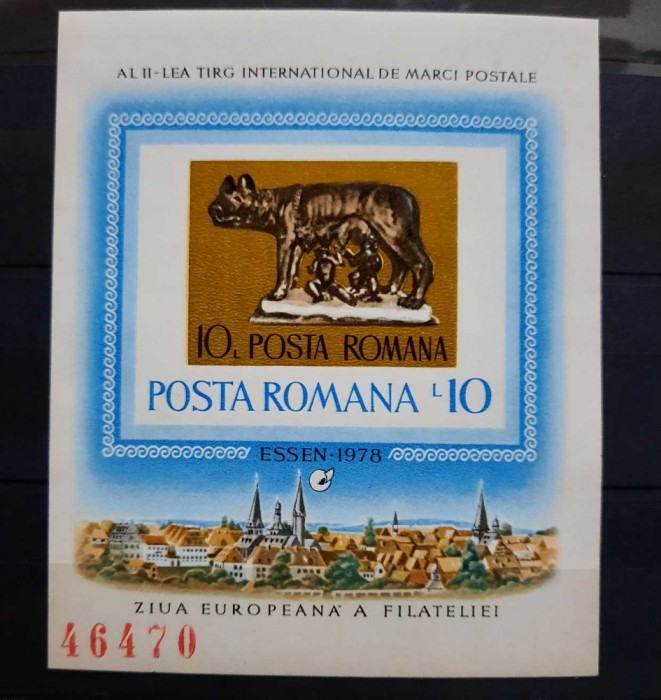 AL II-LEA TIRG INTERNATIONAL DE MARCI POSTALE
10L POSTA ROMANA
POSTA ROMANA L10
ESSEN·1978
ZIUA EUROPEANA A FILATELIEI
46470